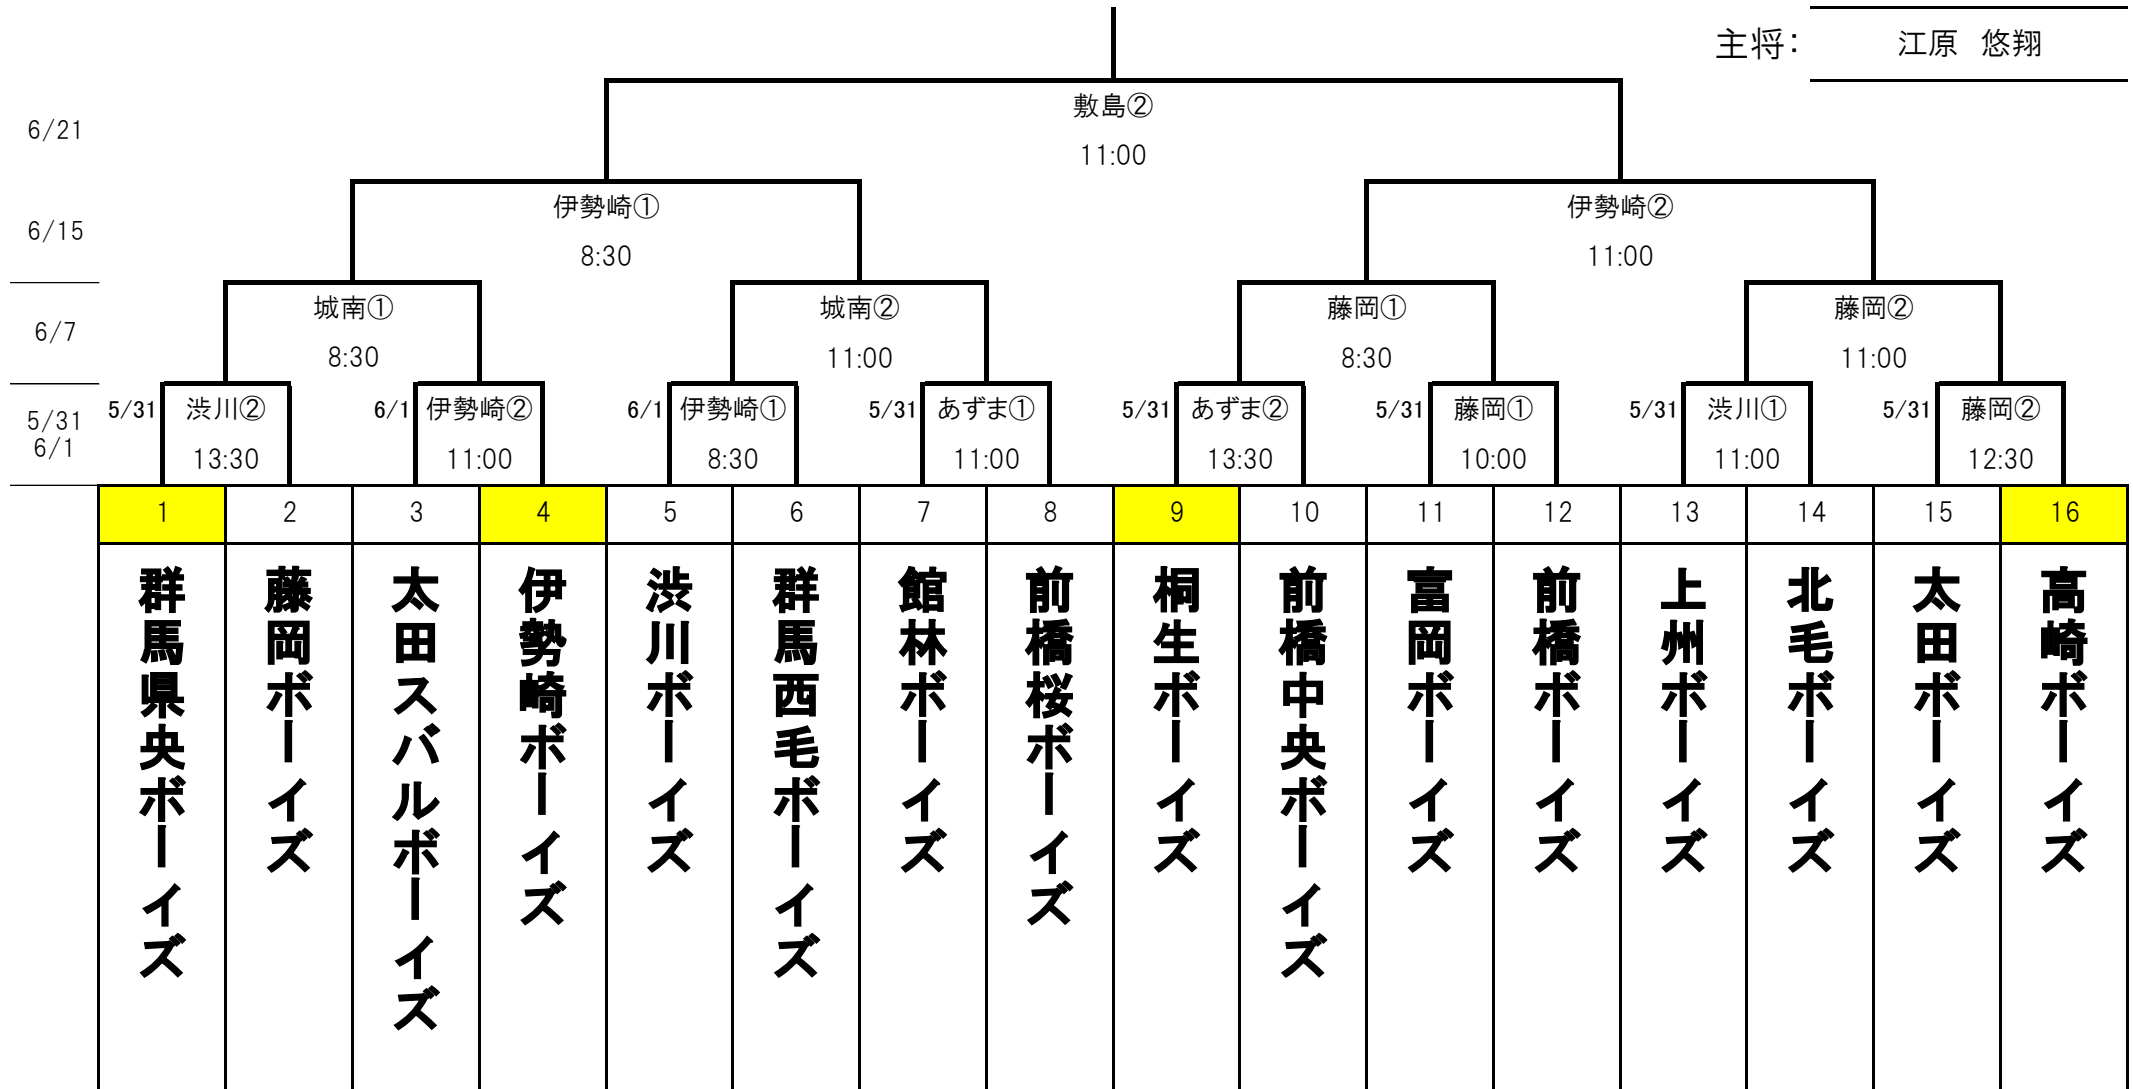 主将： 江原 悠翔
敷島②
6/21
11:00
伊勢崎① 伊勢崎②
6/15
8:30 11:00
城南① 城南② 藤岡① 藤岡②
6/7
8:30 11:00 8:30 11:00
5/31 渋川② 6/1 伊勢崎② 6/1 伊勢崎① 5/31 あずま① 5/31 あずま② 5/31 藤岡① 5/31 渋川① 5/31 藤岡②
5/31
6/1
13:30 11:00 8:30 11:00 13:30 10:00 11:00 12:30
1 2 3 4 5 6 7 8 9 10 11 12 13 14 15 16
群馬県央ボーイズ
藤岡ボーイズ
太田スバルボーイズ
伊勢崎ボーイズ
渋川ボーイズ
群馬西毛ボーイズ
館林ボーイズ
前橋桜ボーイズ
桐生ボーイズ
前橋中央ボーイズ
富岡ボーイズ
前橋ボーイズ
上州ボーイズ
北毛ボーイズ
太田ボーイズ
高崎ボーイズ